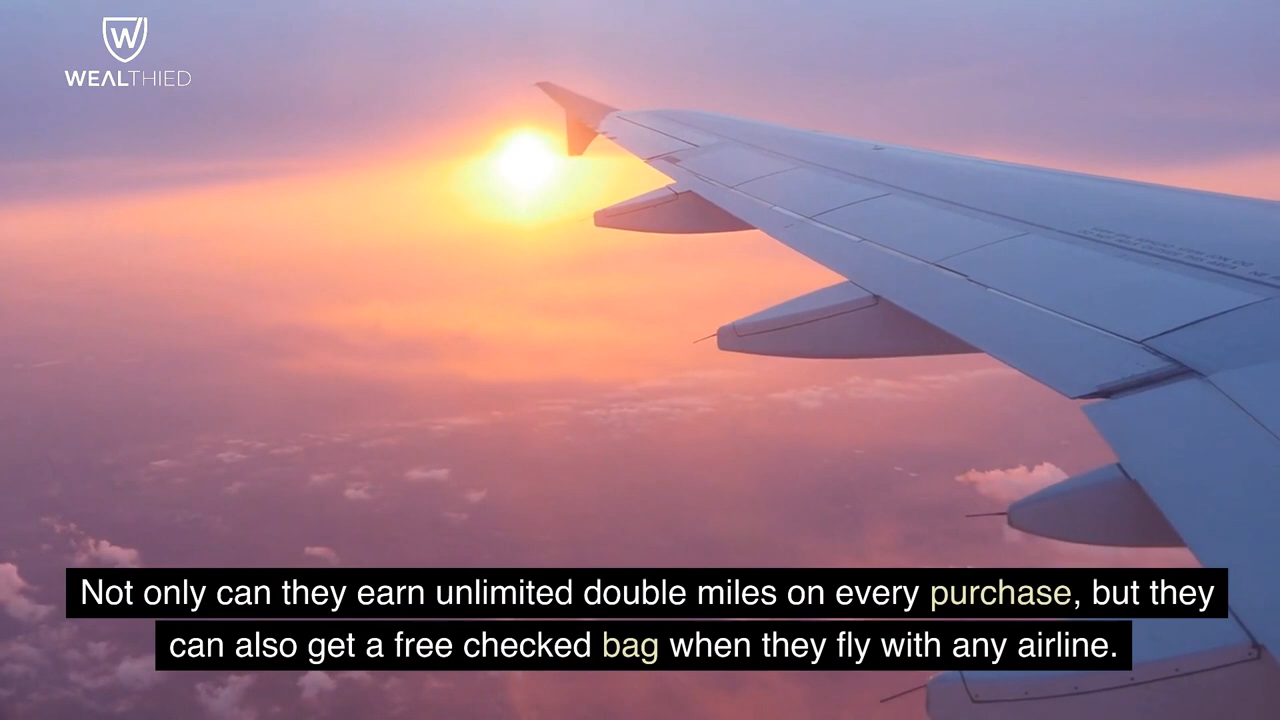 W
WEALTHIED
Not only can they earn unlimited double miles on every purchase, but they
can also get a free checked bag when they fly with any airline.